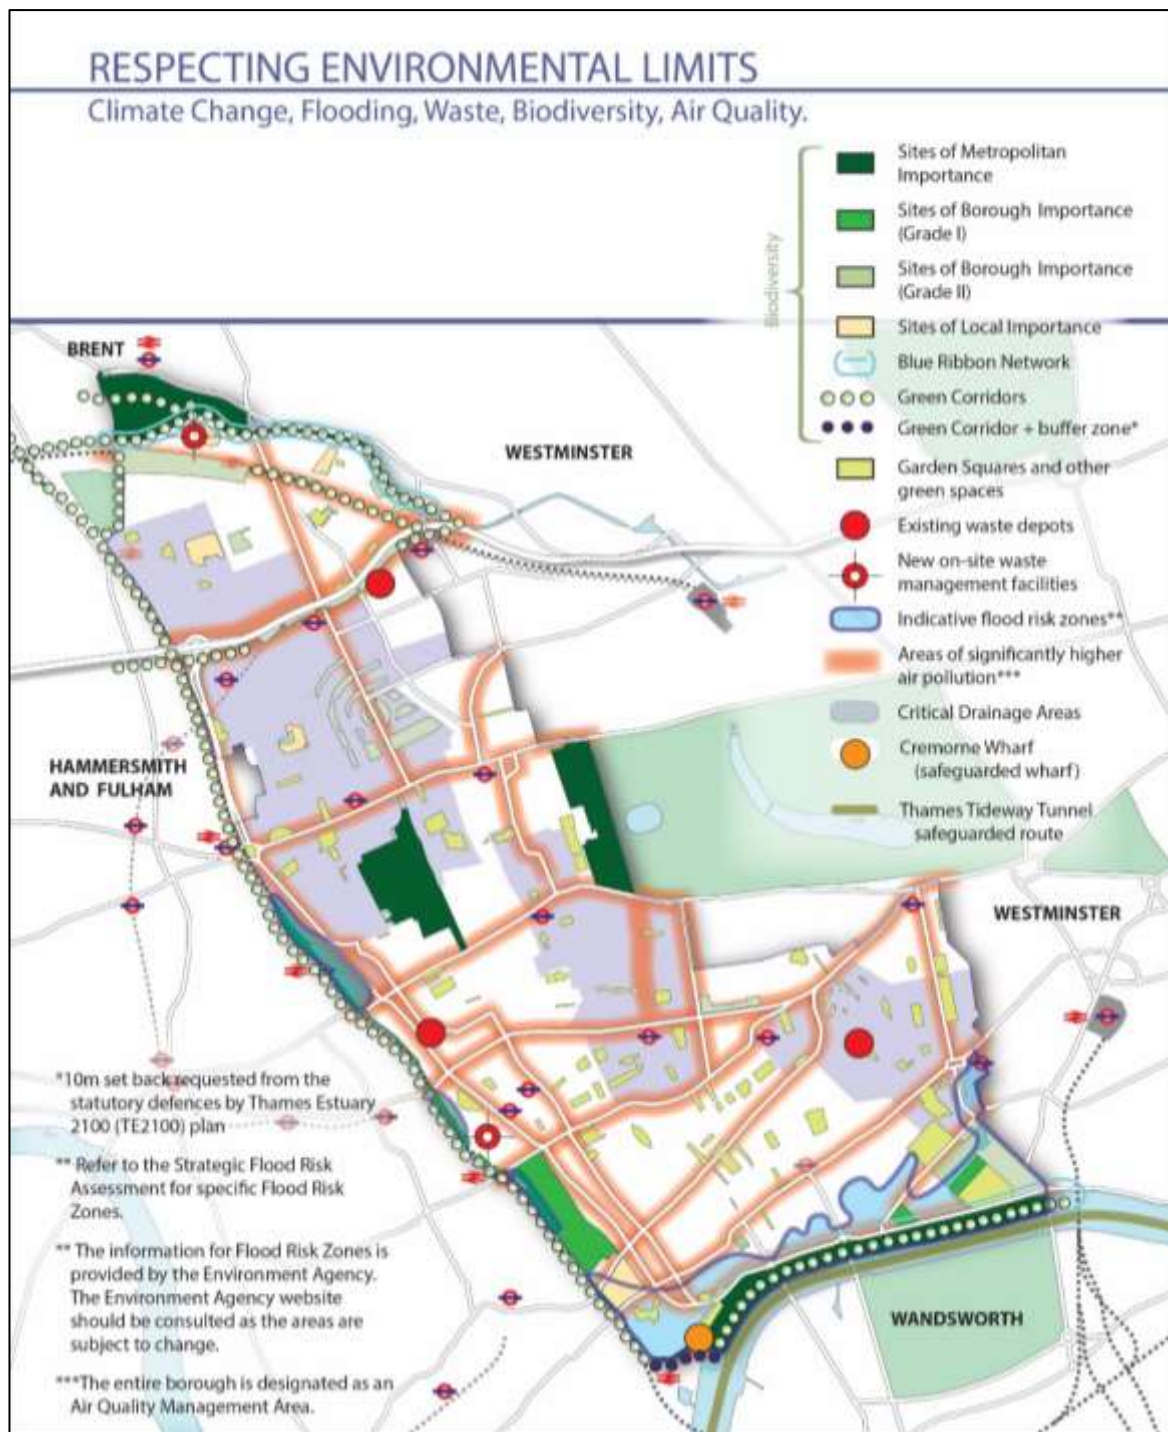 RESPECTING ENVIRONMENTAL LIMITS
Climate Change, Flooding, Waste, Biodiversity, Air Quality.
Biodiversity
Sites of Metropolitan
Importance
Sites of Borough Importance
(Grade I)
Sites of Borough Importance
(Grade II)
Sites of Local Importance
Blue Ribbon Network
Green Corridors
Green Corridor + buffer zone*
Garden Squares and other
green spaces
Existing waste depots
New on-site waste
management facilities
Indicative flood risk zones**
Areas of significantly higher
air pollution***
Critical Drainage Areas
Cremorne Wharf
(safeguarded wharf)
Thames Tideway Tunnel
safeguarded route
BRENT
WESTMINSTER
HAMMERSMITH
AND FULHAM
WESTMINSTER
WANDSWORTH
*10m set back requested from the
statutory defences by Thames Estuary
2100 (TE2100) plan
** Refer to the Strategic Flood Risk
Assessment for specific Flood Risk
Zones.
** The information for Flood Risk Zones is
provided by the Environment Agency.
The Environment Agency website
should be consulted as the areas are
subject to change.
***The entire borough is designated as an
Air Quality Management Area.